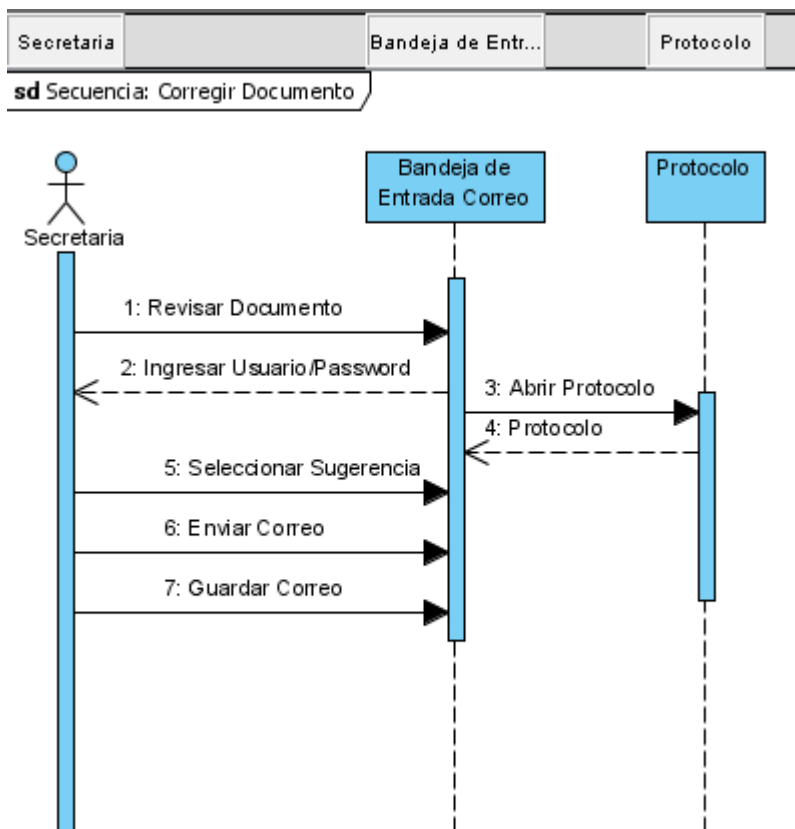 Secretaria
Bandeja de Entr...
Protocolo
sd Secuencia: Corregir Documento
Secretaria
Bandeja de
Entrada Correo
Protocolo
1: Revisar Documento
2: Ingresar Usuario/Password
3: Abrir Protocolo
4: Protocolo
5: Seleccionar Sugerencia
6: Enviar Correo
7: Guardar Correo